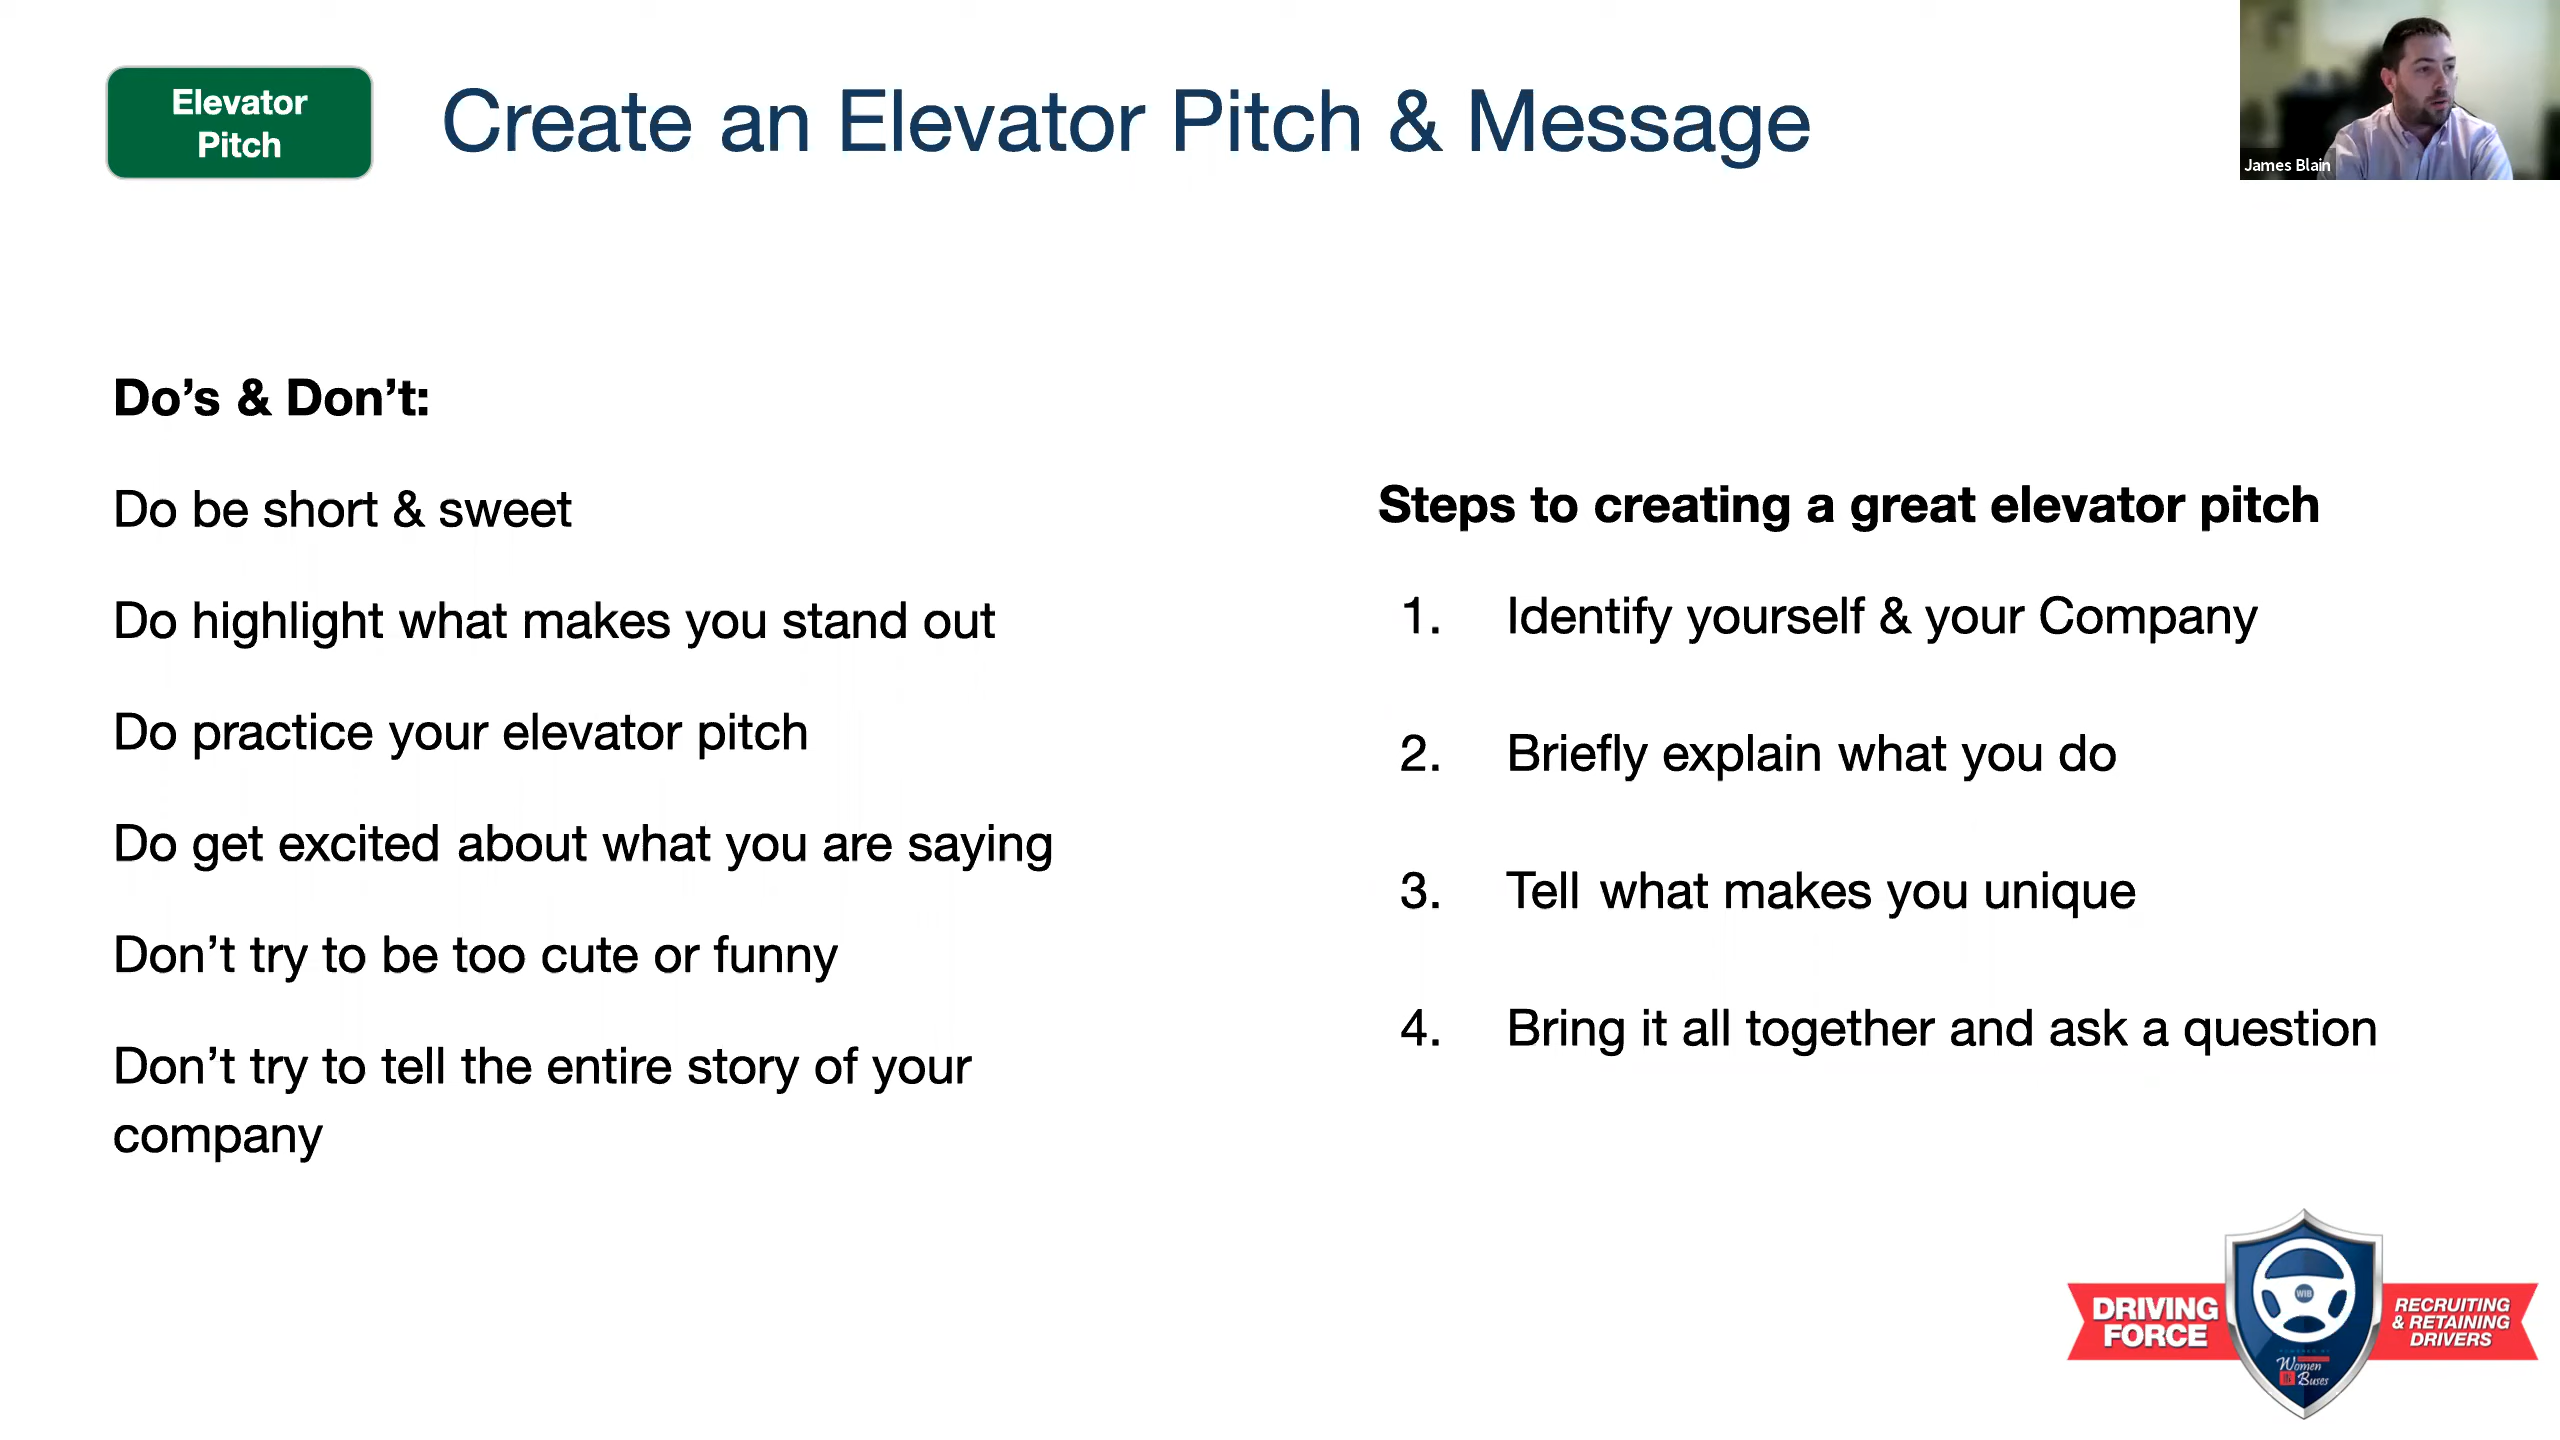 Elevator
Pitch
Create an Elevator Pitch & Message
James Blain
Do’s & Don’t:
Do be short & sweet
Do highlight what makes you stand out
Do practice your elevator pitch
Do get excited about what you are saying
Don’t try to be too cute or funny
Don’t try to tell the entire story of your
company
Steps to creating a great elevator pitch
1. Identify yourself & your Company
2. Briefly explain what you do
3. Tell what makes you unique
4. Bring it all together and ask a question
DRIVING
FORCE
WIB
POWERED BY
Women
IN
Buses
RECRUITING
& RETAINING
DRIVERS